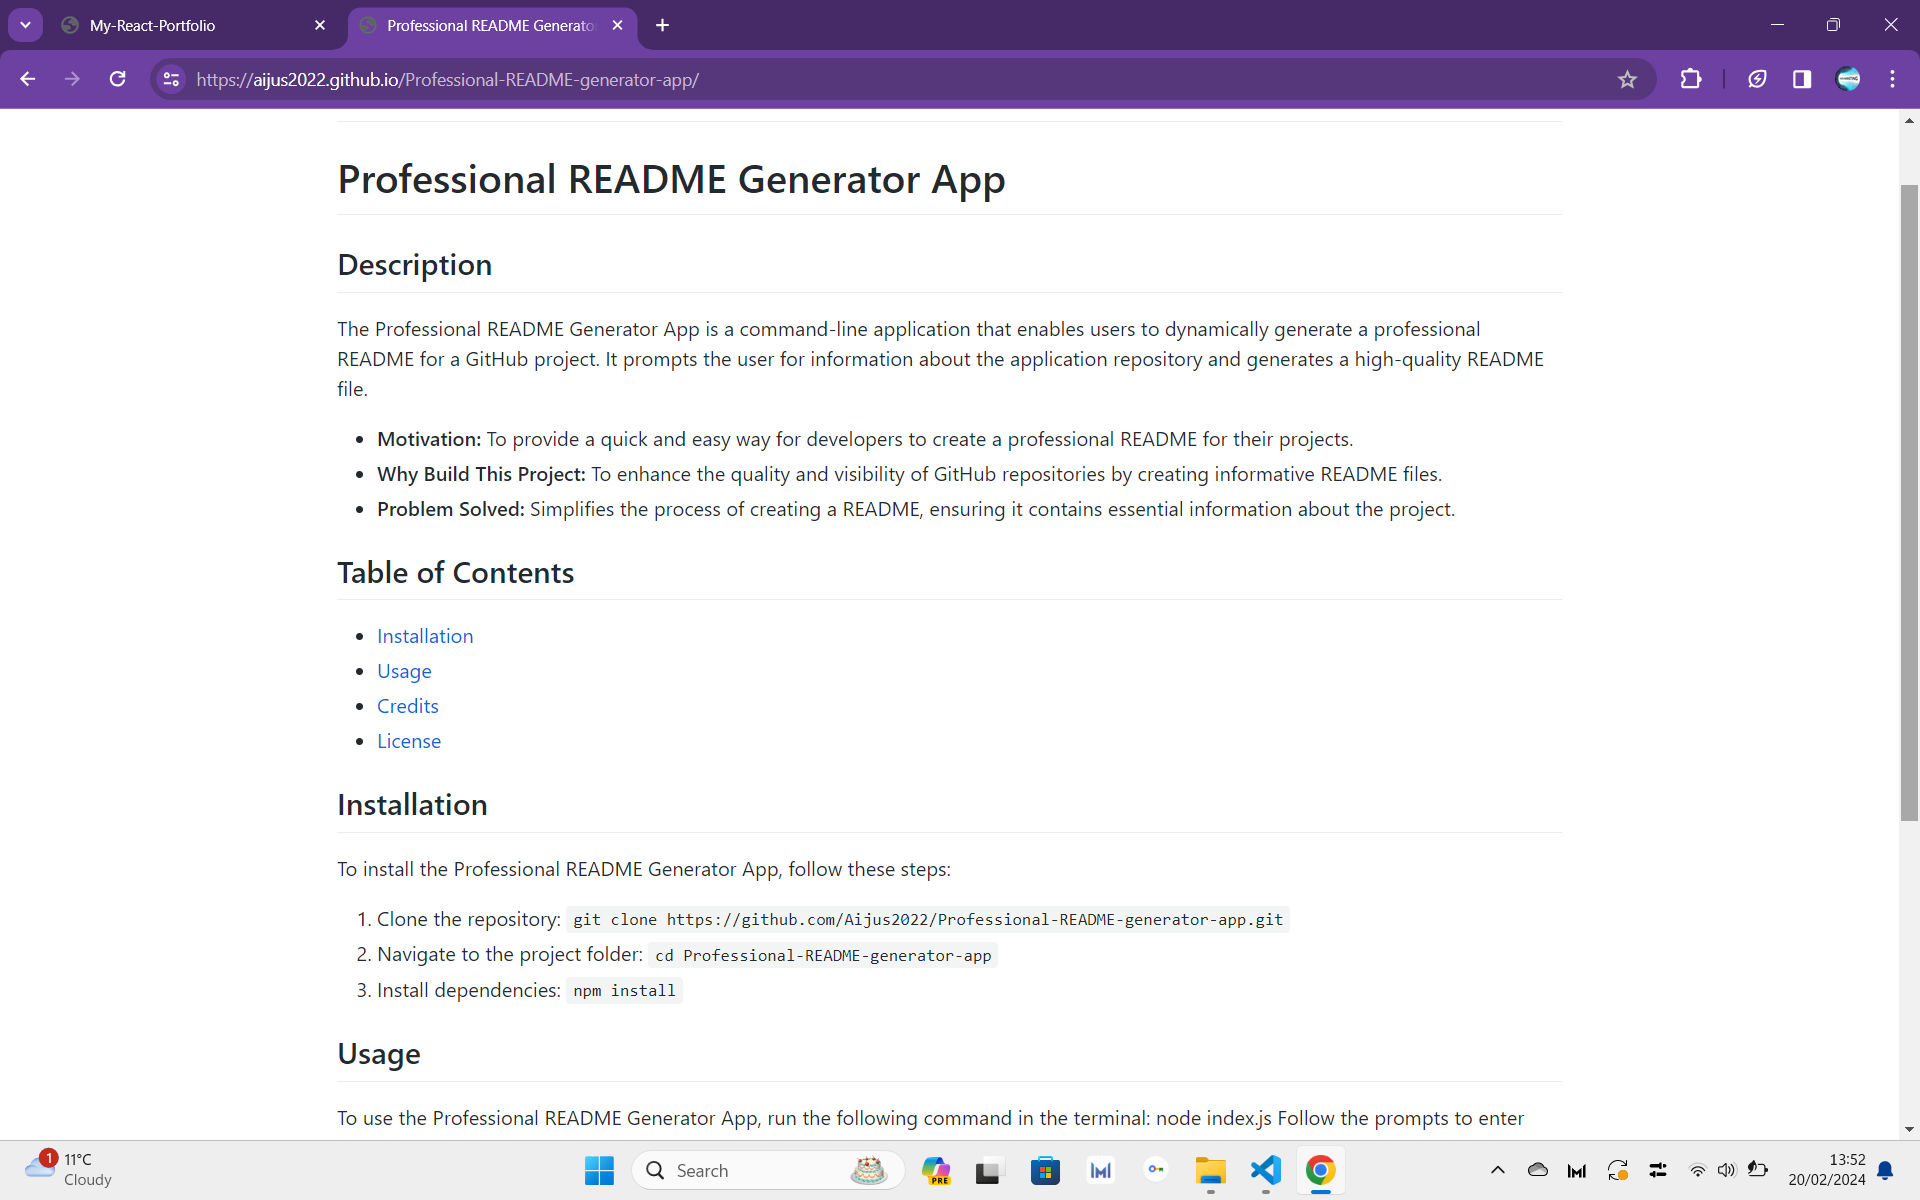 My-React-Portfolio
Professional README Generato
https://aijus2022.github.io/Professional-README-generator-app/
Professional README Generator App
Description
The Professional README Generator App is a command-line application that enables users to dynamically generate a professional
README for a GitHub project. It prompts the user for information about the application repository and generates a high-quality README
file.
Motivation: To provide a quick and easy way for developers to create a professional README for their projects.
Why Build This Project: To enhance the quality and visibility of GitHub repositories by creating informative README files.
Problem Solved: Simplifies the process of creating a README, ensuring it contains essential information about the project.
Table of Contents
Installation
Usage
Credits
License
Installation
To install the Professional README Generator App, follow these steps:
1. Clone the repository: git clone https://github.com/Aijus2022/Professional-README-generator-app.git
2. Navigate to the project folder: cd Professional-README-generator-app
3. Install dependencies: npm install
Usage
To use the Professional README Generator App, run the following command in the terminal: node index.js Follow the prompts to enter
1
11°C
Cloudy
Search
PRE
13:52
20/02/2024